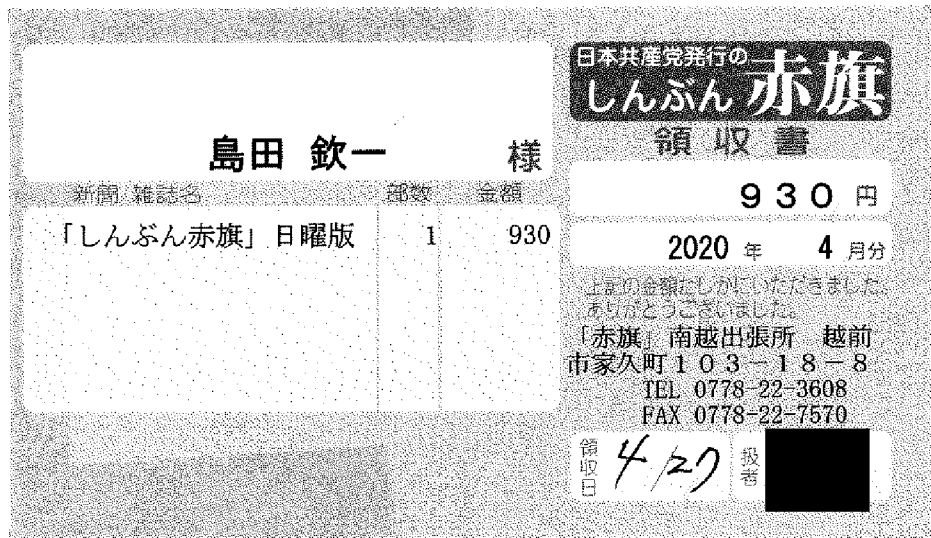 日本共産党発行の
しんぶん赤旗
領収書
島田 欽一 様
930 円
新聞 雑誌名 部数 金額
「しんぶん赤旗」日曜版 1 930
2020 年 4 月分
上記の金額たしかにいただきました。
ありがとうございました。
「赤旗」南越出張所 越前
市家久町103-18-8
TEL 0778-22-3608
FAX 0778-22-7570
領収日 4/27 扱者